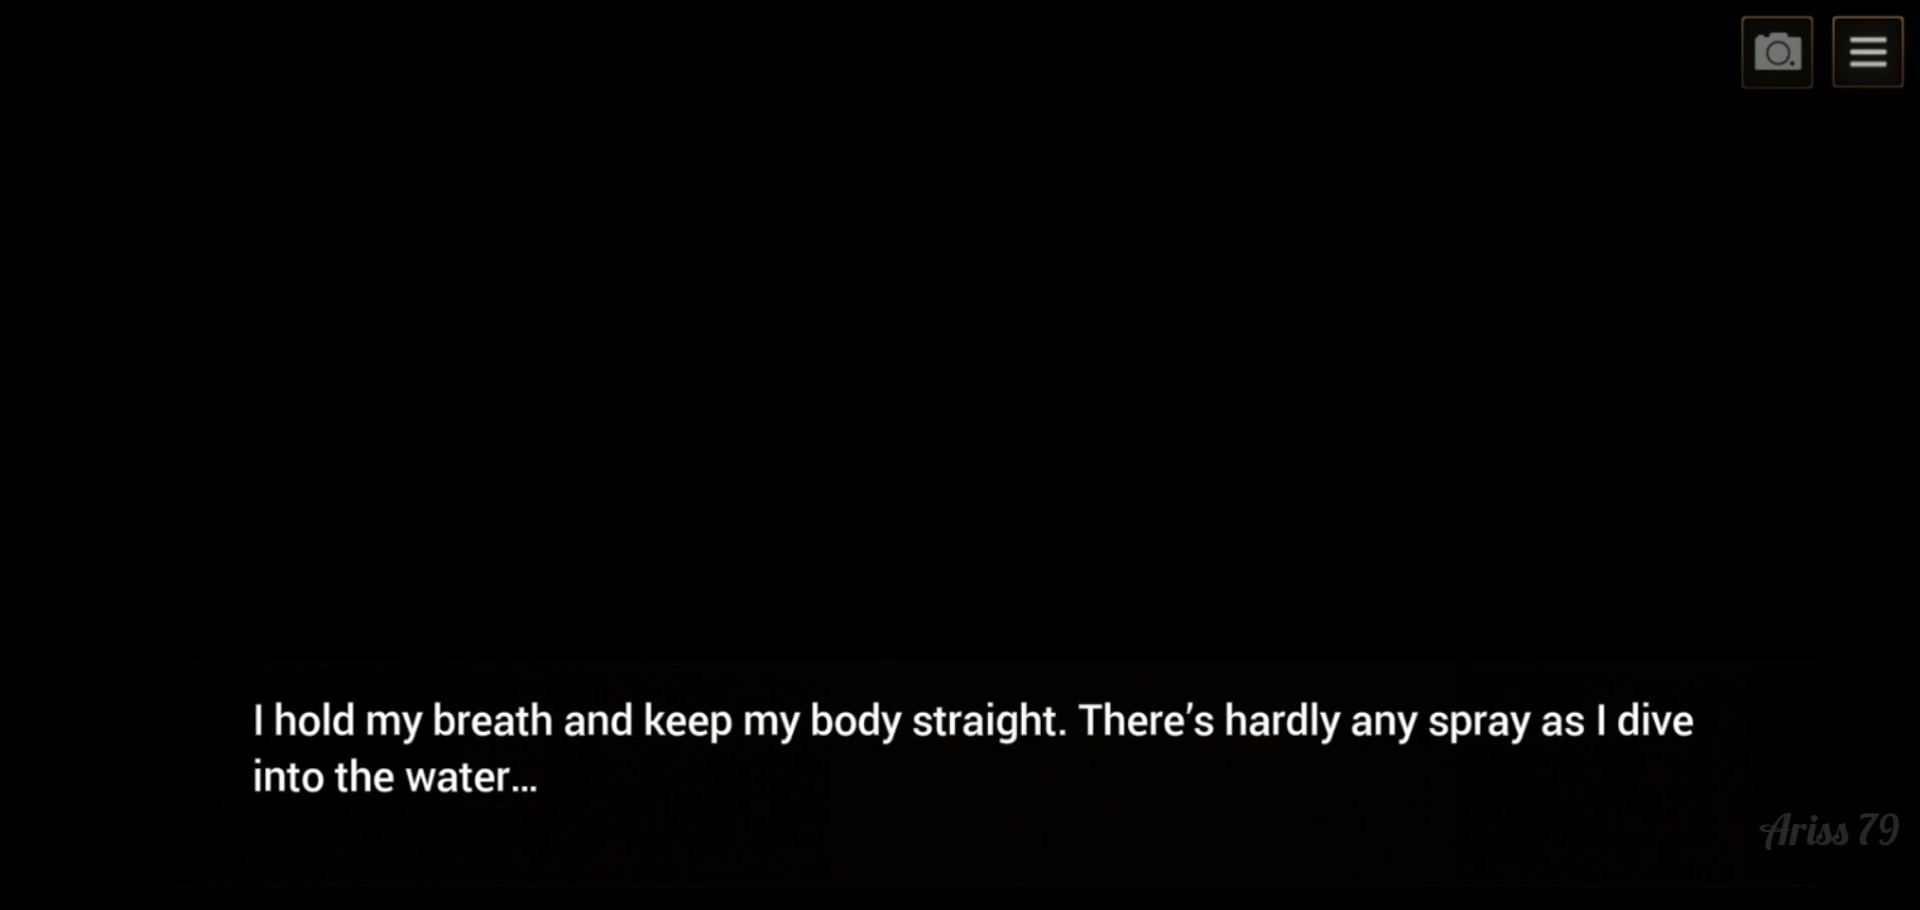 I hold my breath and keep my body straight. There’s hardly any spray as I dive
into the water...
Ariss 79